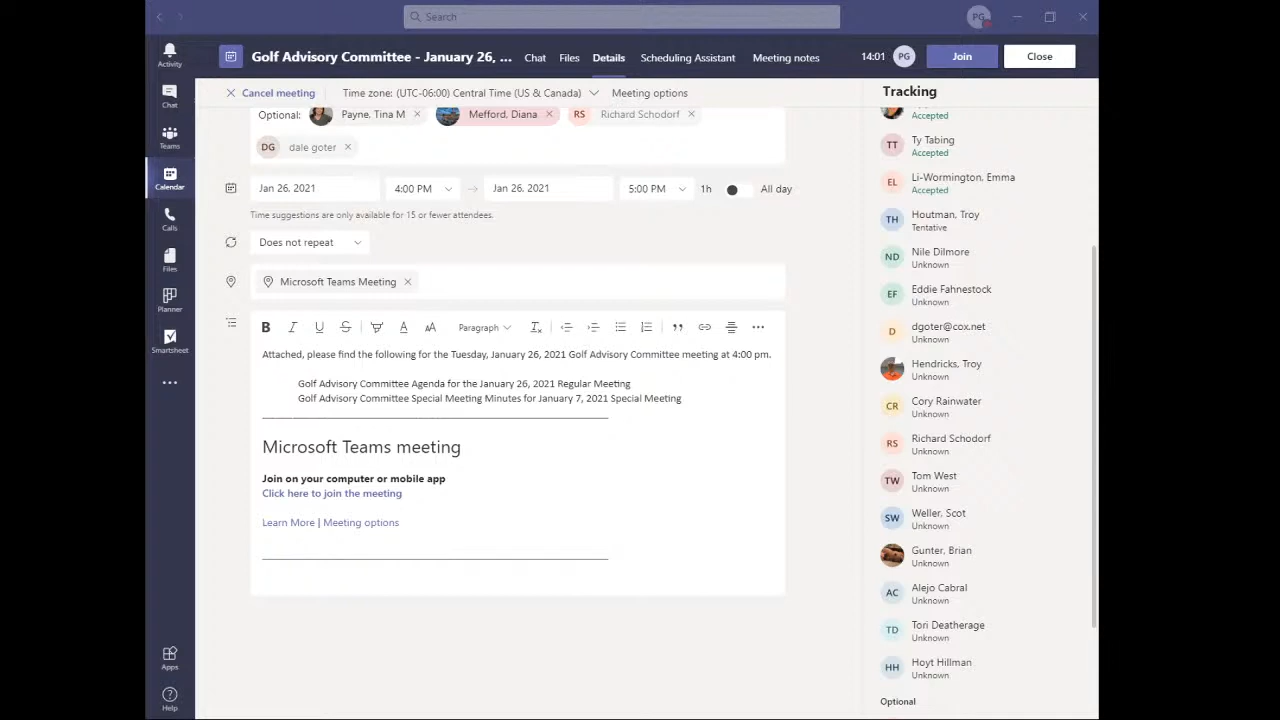 Search
PG
Activity
Chat
Teams
Calendar
Calls
Files
Planner
Smartsheet
Apps
Help
Golf Advisory Committee - January 26, ...
Chat
Files
Details
Scheduling Assistant
Meeting notes
14:01
PG
Join
Close
Cancel meeting
Time zone: (UTC-06:00) Central Time (US & Canada)
Meeting options
Optional:
Payne, Tina M
Mefford, Diana
RS
Richard Schodorf
DG
dale goter
Jan 26, 2021
4:00 PM
Jan 26, 2021
5:00 PM
1h
All day
Time suggestions are only available for 15 or fewer attendees.
Does not repeat
Microsoft Teams Meeting
B I U S
A
AA
Paragraph
Attached, please find the following for the Tuesday, January 26, 2021 Golf Advisory Committee meeting at 4:00 pm.
Golf Advisory Committee Agenda for the January 26, 2021 Regular Meeting
Golf Advisory Committee Special Meeting Minutes for January 7, 2021 Special Meeting
Microsoft Teams meeting
Join on your computer or mobile app
Click here to join the meeting
Learn More | Meeting options
Tracking
Accepted
TT
Ty Tabing
Accepted
EL
Li-Wormington, Emma
Accepted
TH
Houtman, Troy
Tentative
ND
Nile Dilmore
Unknown
EF
Eddie Fahnestock
Unknown
D
dgoter@cox.net
Unknown
Hendricks, Troy
Unknown
CR
Cory Rainwater
Unknown
RS
Richard Schodorf
Unknown
TW
Tom West
Unknown
SW
Weller, Scot
Unknown
Gunter, Brian
Unknown
AC
Alejo Cabral
Unknown
TD
Tori Deatherage
Unknown
HH
Hoyt Hillman
Unknown
Optional